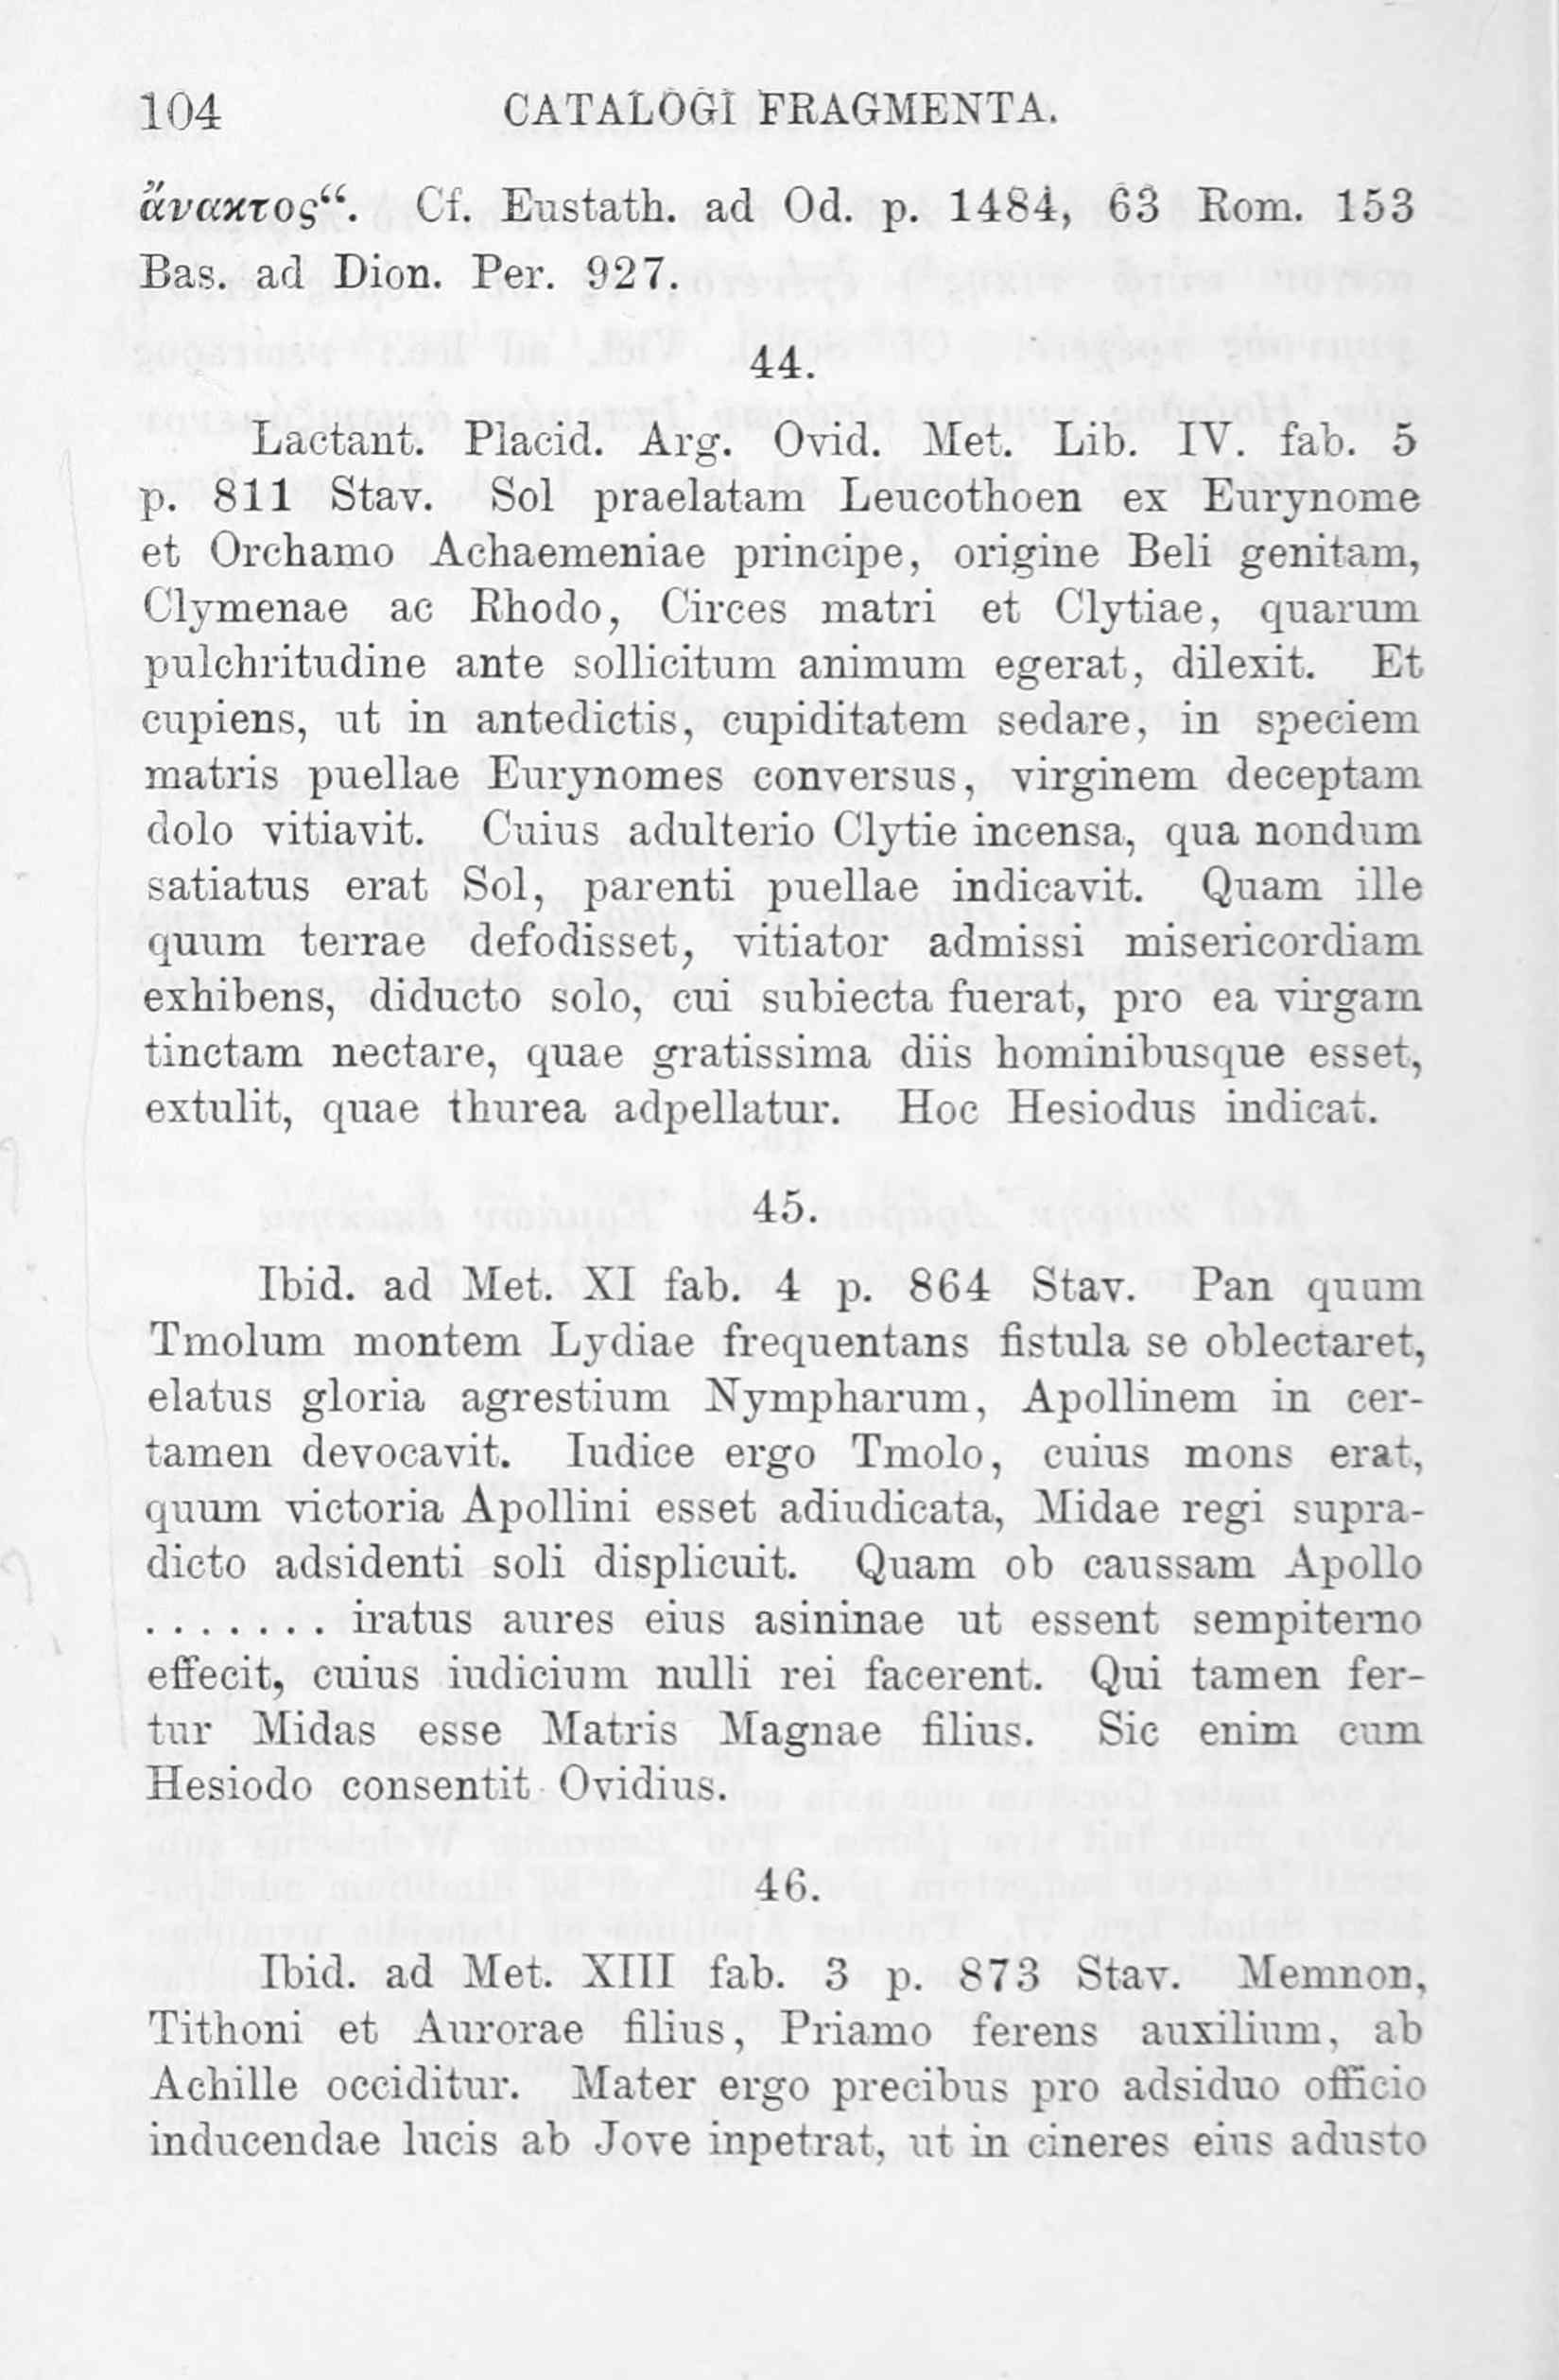 104 CATALOGI FRAGMENTA.
ἄνακτος“. Cf. Eustath. ad Od. p. 1484, 63 Rom. 153
Bas. ad Dion. Per. 927.
44.
Lactant. Placid. Arg. Ovid. Met. Lib. IV. fab. 5
p. 811 Stav. Sol praelatam Leucothoen ex Eurynome
et Orchamo Achaemeniae principe, origine Beli genitam,
Clymenae ac Rhodo, Circes matri et Clytiae, quarum
pulchritudine ante sollicitum animum egerat, dilexit. Et
cupiens, ut in antedictis, cupiditatem sedare, in speciem
matris puellae Eurynomes conversus, virginem deceptam
dolo vitiavit. Cuius adulterio Clytie incensa, qua nondum
satiatus erat Sol, parenti puellae indicavit. Quam ille
quum terrae defodisset, vitiator admissi misericordiam
exhibens, diducto solo, cui subiecta fuerat, pro ea virgam
tinctam nectare, quae gratissima diis hominibusque esset,
extulit, quae thurea adpellatur. Hoc Hesiodus indicat.
45.
Ibid. ad Met. XI fab. 4 p. 864 Stav. Pan quum
Tmolum montem Lydiae frequentans fistula se oblectaret,
elatus gloria agrestium Nympharum, Apollinem in cer-
tamen devocavit. Iudice ergo Tmolo, cuius mons erat,
quum victoria Apollini esset adiudicata, Midae regi supra-
dicto adsidenti soli displicuit. Quam ob caussam Apollo
....... iratus aures eius asininae ut essent sempiterno
effecit, cuius iudicium nulli rei facerent. Qui tamen fer-
tur Midas esse Matris Magnae filius. Sic enim cum
Hesiodo consentit Ovidius.
46.
Ibid. ad Met. XIII fab. 3 p. 873 Stav. Memnon,
Tithoni et Aurorae filius, Priamo ferens auxilium, ab
Achille occiditur. Mater ergo precibus pro adsiduo officio
inducendae lucis ab Jove inpetrat, ut in cineres eius adusto